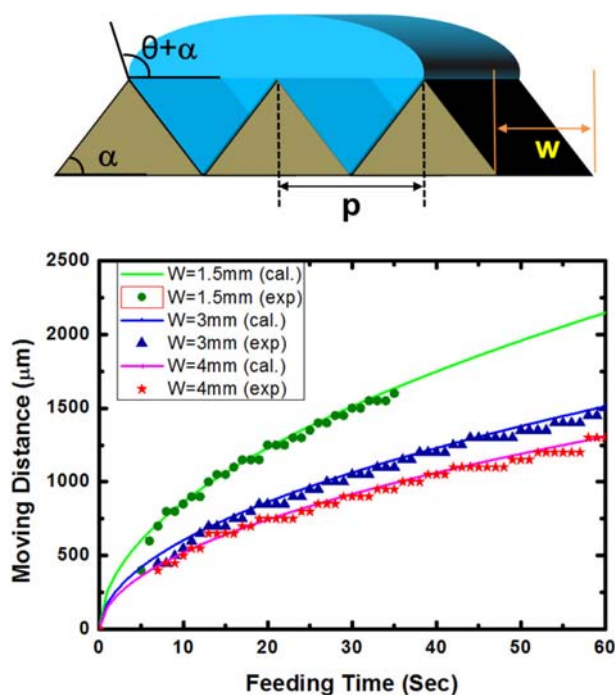 θ+α
α
w
p
2500
2000
1500
1000
500
0
Moving Distance (μm)
W=1.5mm (cal.)
W=1.5mm (exp)
W=3mm (cal.)
W=3mm (exp)
W=4mm (cal.)
W=4mm (exp)
0 10 20 30 40 50 60
Feeding Time (Sec)